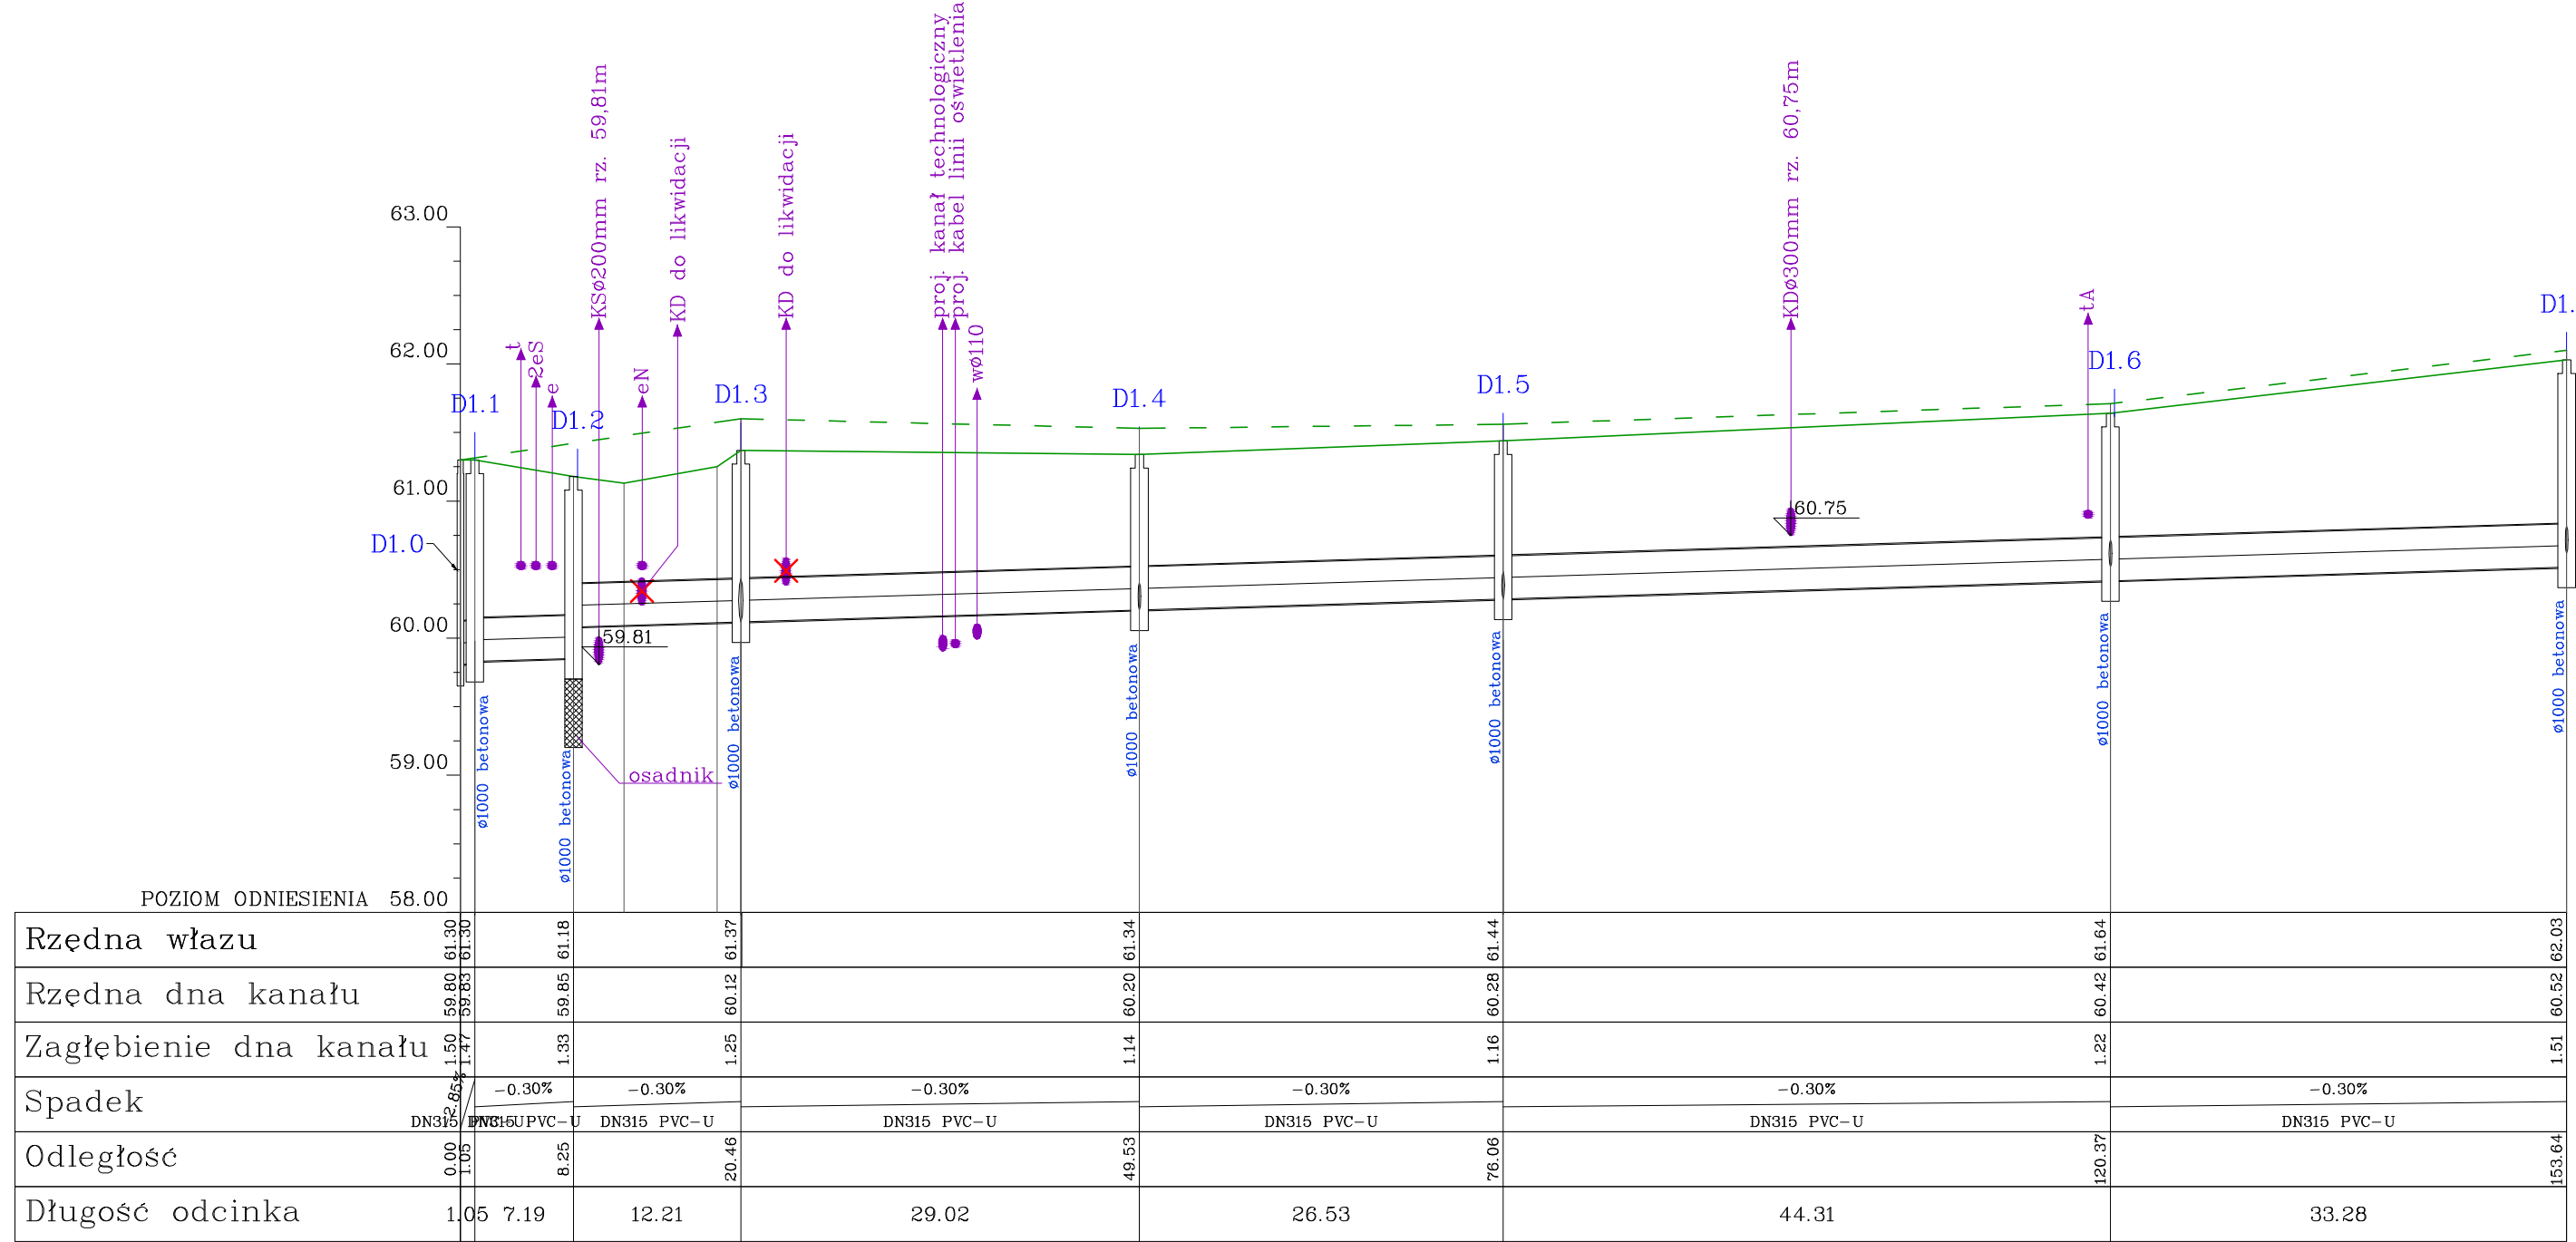 proj. kanał technologiczny
proj. kabel linii oświetlenia
KSø200mm rz. 59,81m
KD do likwidacji
KD do likwidacji
KDø300mm rz. 60,75m
t
2eS
e
eN
wø110
tA
63.00
62.00
61.00
60.00
59.00
POZIOM ODNIESIENIA 58.00
D1.0
D1.1
D1.2
D1.3
D1.4
D1.5
D1.6
D1.
59.81
60.75
osadnik
ø1000 betonowa
ø1000 betonowa
ø1000 betonowa
ø1000 betonowa
ø1000 betonowa
ø1000 betonowa
ø1000 betonowa
Rzędna włazu 61.30 61.30 61.18 61.37 61.34 61.44 61.64 62.03
Rzędna dna kanału 59.80 59.83 59.85 60.12 60.20 60.28 60.42 60.52
Zagłębienie dna kanału 1.50 1.47 1.33 1.25 1.14 1.16 1.22 1.51
Spadek -2.85% -0.30% -0.30% -0.30% -0.30% -0.30% -0.30%
DN315 PVC-U DN315 PVC-U DN315 PVC-U DN315 PVC-U DN315 PVC-U DN315 PVC-U DN315 PVC-U
Odległość 0.00 1.05 8.25 20.46 49.53 76.06 120.37 153.64
Długość odcinka 1.05 7.19 12.21 29.02 26.53 44.31 33.28